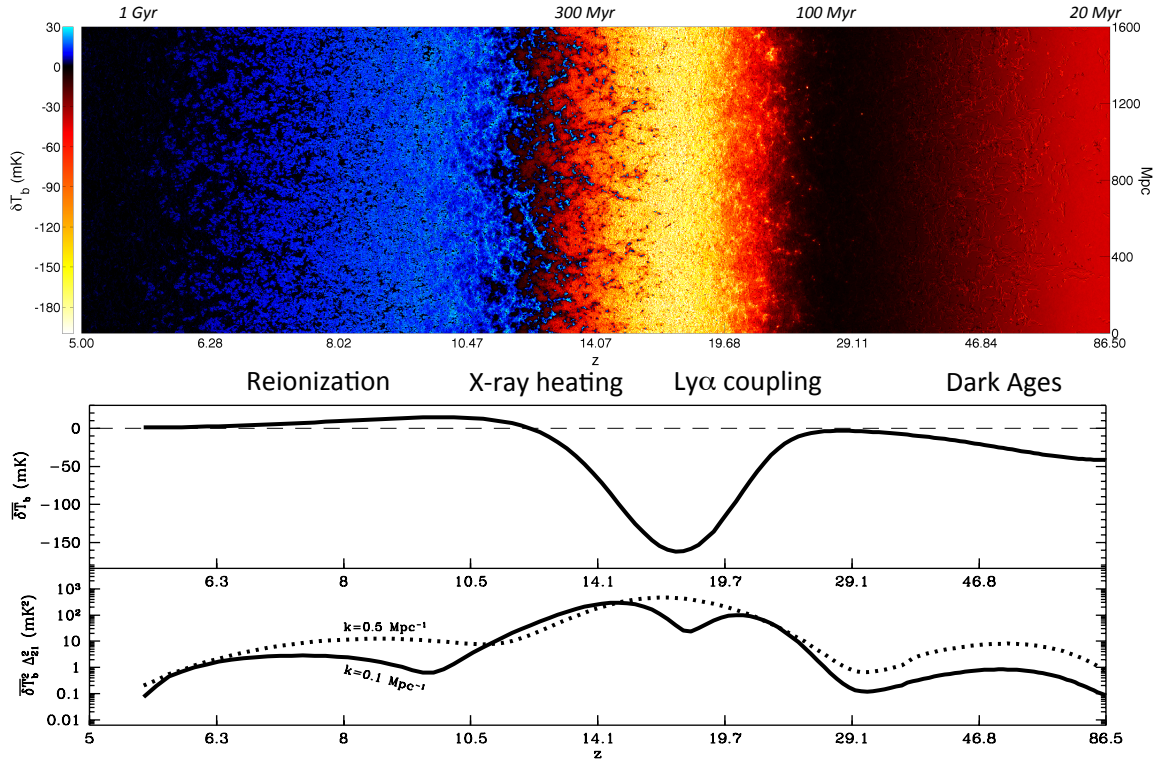 1 Gyr 300 Myr 100 Myr 20 Myr
30
0
-30
-60
-90
-120
-150
-180
δT_b (mK)
1600
1200
800
400
0
Mpc
5.00 6.28 8.02 10.47 14.07 19.68 29.11 46.84 86.50
z
Reionization X-ray heating Lyα coupling Dark Ages
0
-50
-100
-150
δT_b (mK)
6.3 8 10.5 14.1 19.7 29.1 46.8
10³
10²
10
1
0.1
0.01
δT_b² Δ²₂₁ (mK²)
k=0.5 Mpc⁻¹
k=0.1 Mpc⁻¹
5 6.3 8 10.5 14.1 19.7 29.1 46.8 86.5
z